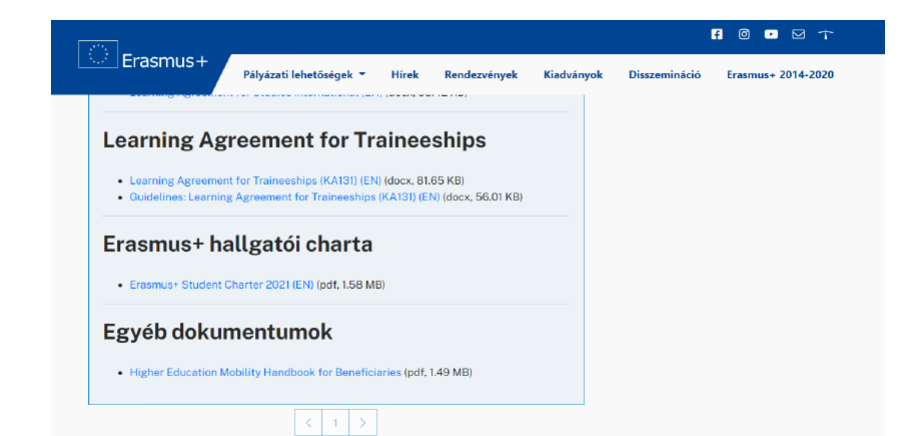 Erasmus+
Pálvázati lehetőségek
Hírek
Rendezvények
Kiadványok
Disszemináció
Erasmus+ 2014-2020
Learning Agreement for Traineeships
Learning Agreement for Traineeships (KA131) (EN) (docx, 81.65 KB)
Guidelines: Learning Agreement for Traineeships (KA131) (EN) (docx, 56.01 KB)
Erasmus+ hallgatói charta
Erasmus+ Student Charter 2021 (EN) (pdf, 1.58 MB)
Egyéb dokumentumok
Higher Education Mobility Handbook for Beneficiaries (pdf, 1.49 MB)
< 1 >